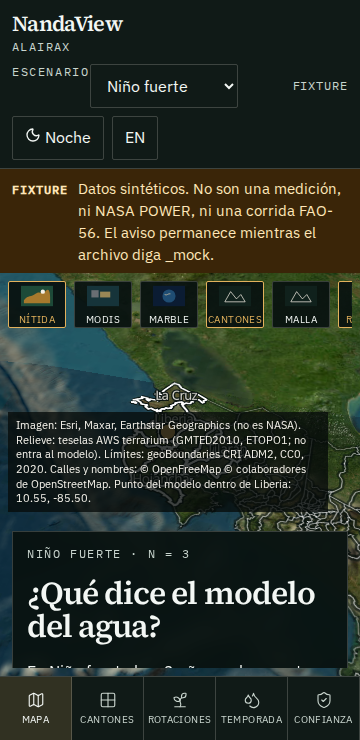 NandaView
ALAIRAX
ESCENARIO Niño fuerte FIXTURE
Noche EN
FIXTURE Datos sintéticos. No son una medición,
ni NASA POWER, ni una corrida FAO-
56. El aviso permanece mientras el
archivo diga _mock.
NÍTIDA MODIS MARBLE CANTONES MALLA
La Cruz
Liberia
Imagen: Esri, Maxar, Earthstar Geographics (no es NASA).
Relieve: teselas AWS terrarium (GMTED2010, ETOPO1; no
entra al modelo). Límites: geoBoundaries CRI ADM2, CC0,
2020. Calles y nombres: © OpenFreeMap © colaboradores
de OpenStreetMap. Punto del modelo dentro de Liberia:
10.55, -85.50.
NIÑO FUERTE · N = 3
¿Qué dice el modelo
del agua?
MAPA CANTONES ROTACIONES TEMPORADA CONFIANZA